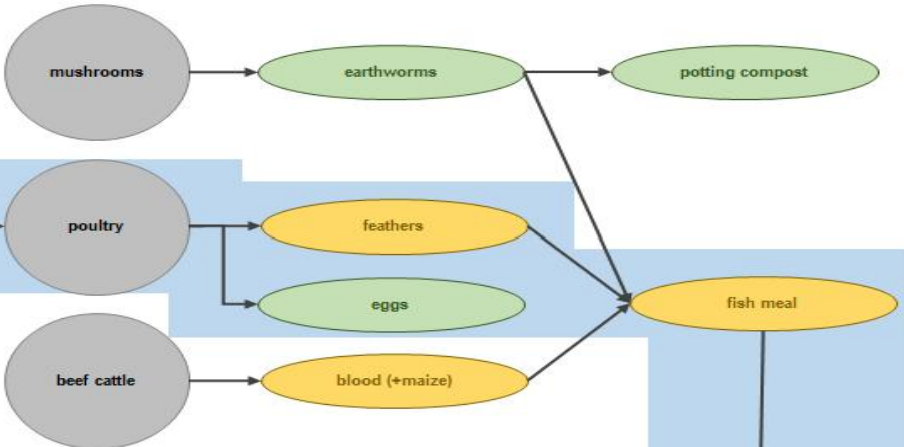 mushrooms
earthworms
potting compost
poultry
feathers
eggs
fish meal
beef cattle
blood (+maize)